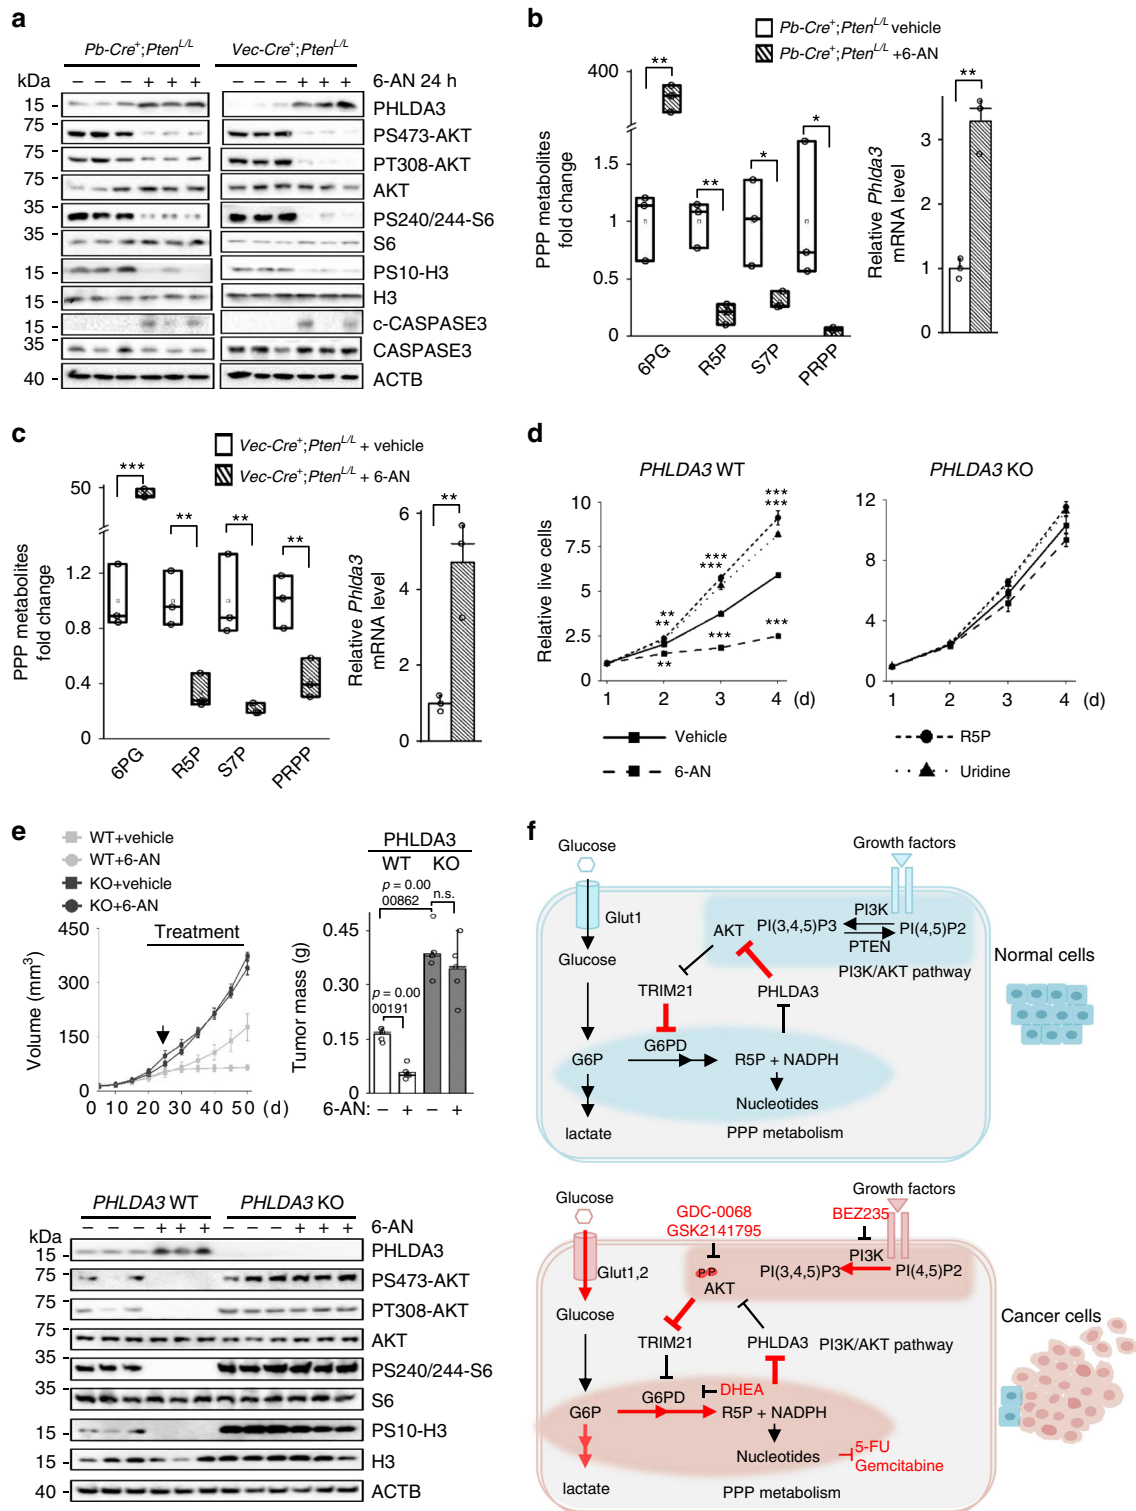 a
Pb-Cre+;PtenL/L Vec-Cre+;PtenL/L
kDa – – – + + + – – – + + + 6-AN 24 h
15 PHLDA3
75 PS473-AKT
75 PT308-AKT
75 AKT
35 PS240/244-S6
35 S6
15 PS10-H3
15 H3
15 c-CASPASE3
35 CASPASE3
40 ACTB
b
Pb-Cre+;PtenL/L vehicle
Pb-Cre+;PtenL/L +6-AN
PPP metabolites
fold change
400
1.5
1
0.5
0
** ** * *
6PG R5P S7P PRPP
Relative Phlda3
mRNA level
**
3
2
1
0
c
Vec-Cre+;PtenL/L + vehicle
Vec-Cre+;PtenL/L + 6-AN
PPP metabolites
fold change
50
1.2
0.8
0.4
0
*** ** ** **
6PG R5P S7P PRPP
Relative Phlda3
mRNA level
**
6
4
2
0
d
PHLDA3 WT PHLDA3 KO
Relative live cells
10
7.5
5
2.5
0
** ** ** *** *** *** *** *** ***
1 2 3 4 (d)
12
8
4
0
1 2 3 4 (d)
Vehicle R5P
6-AN Uridine
e
WT+vehicle
WT+6-AN
KO+vehicle
KO+6-AN
Volume (mm3)
Treatment
450
300
150
0
0 10 20 30 40 50 (d)
PHLDA3
WT KO
p = 0.00
00862
n.s.
p = 0.00
00191
Tumor mass (g)
0.45
0.30
0.15
0
6-AN: – + – +
PHLDA3 WT PHLDA3 KO
kDa – – – + + + – – – + + + 6-AN
15 PHLDA3
75 PS473-AKT
75 PT308-AKT
75 AKT
35 PS240/244-S6
35 S6
15 PS10-H3
15 H3
40 ACTB
f
Glucose Growth factors
Glut1
AKT PI(3,4,5)P3 PI3K PTEN PI(4,5)P2
PI3K/AKT pathway
Normal cells
Glucose
TRIM21 PHLDA3
G6PD
G6P R5P + NADPH
Nucleotides
lactate PPP metabolism
Glucose Growth factors
GDC-0068
GSK2141795
BEZ235
PI3K
Glut1,2
P P
AKT PI(3,4,5)P3 PI(4,5)P2
Cancer cells
Glucose
TRIM21 PHLDA3 PI3K/AKT pathway
G6PD DHEA
G6P R5P + NADPH
Nucleotides 5-FU
Gemcitabine
lactate PPP metabolism